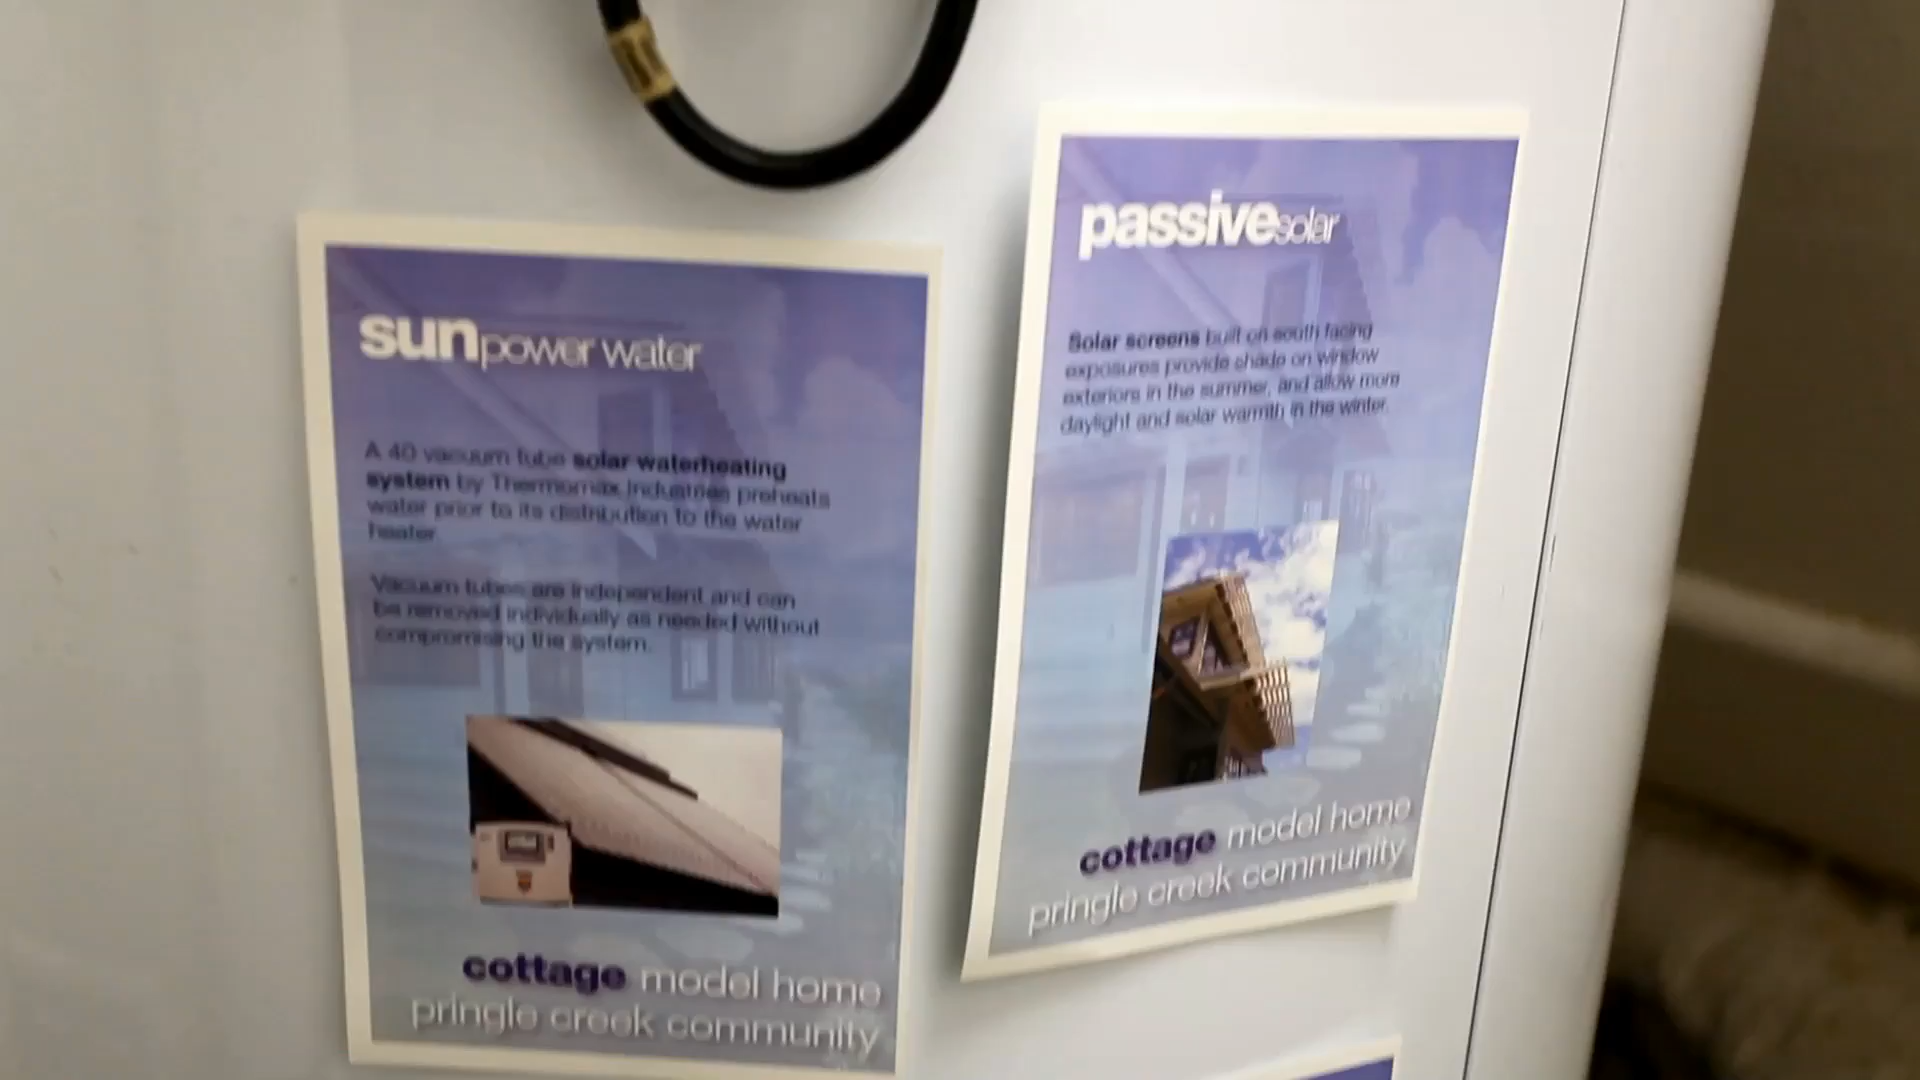 sunpower water
A 40 vacuum tube solar waterheating
system by Thermomax Industries preheats
water prior to its distribution to the water
heater.
Vacuum tubes are independent and can
be removed individually as needed without
compromising the system.
cottage model home
pringle creek community
passivesolar
Solar screens built on south facing
exposures provide shade on window
exteriors in the summer, and allow more
daylight and solar warmth in the winter.
cottage model home
pringle creek community